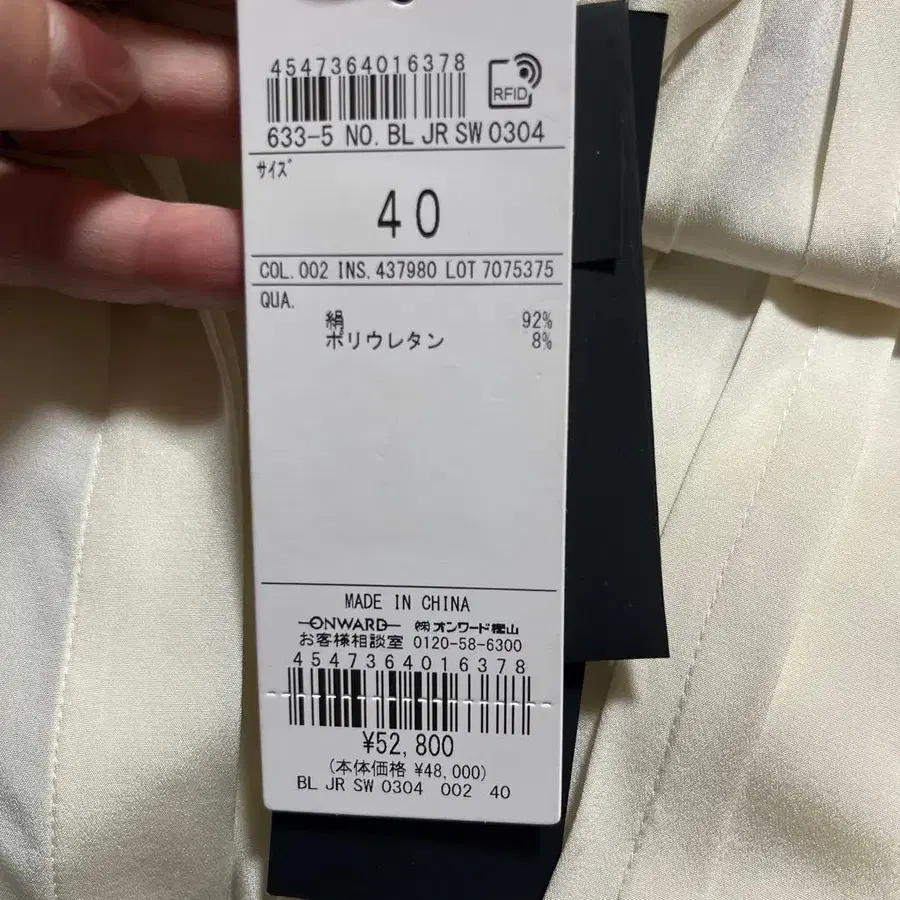 4547364016378
RFID
633-5 NO. BL JR SW 0304
サイズ
40
COL. 002 INS. 437980 LOT 7075375
QUA.
絹 92%
ポリウレタン 8%
MADE IN CHINA
ONWARD ㈱オンワード樫山
お客様相談室 0120-58-6300
4547364016378
¥52,800
(本体価格 ¥48,000)
BL JR SW 0304 002 40